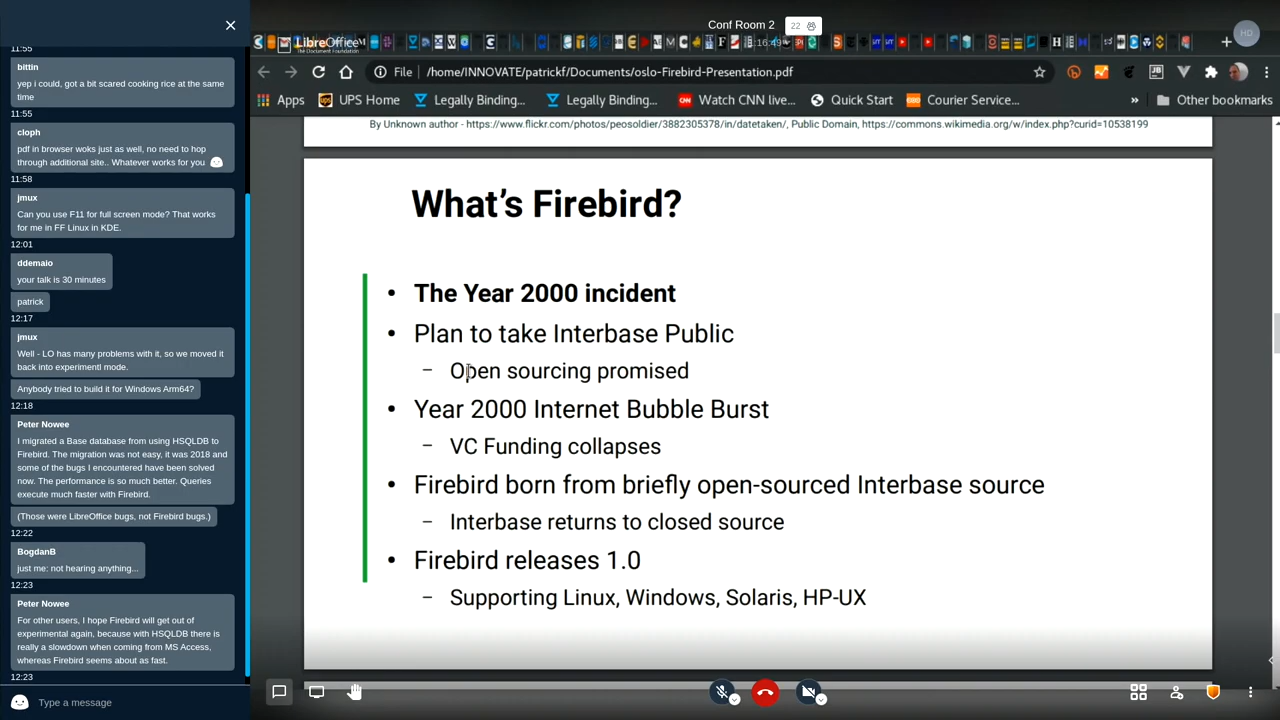 11:55
bittin
yep i could, got a bit scared cooking rice at the same
time
11:55
cloph
pdf in browser woks just as well, no need to hop
through additional site.. Whatever works for you
11:58
jmux
Can you use F11 for full screen mode? That works
for me in FF Linux in KDE.
12:01
ddemaio
your talk is 30 minutes
patrick
12:17
jmux
Well - LO has many problems with it, so we moved it
back into experimentl mode.
Anybody tried to build it for Windows Arm64?
12:18
Peter Nowee
I migrated a Base database from using HSQLDB to
Firebird. The migration was not easy, it was 2018 and
some of the bugs I encountered have been solved
now. The performance is so much better. Queries
execute much faster with Firebird.
(Those were LibreOffice bugs, not Firebird bugs.)
12:22
BogdanB
just me: not hearing anything...
12:23
Peter Nowee
For other users, I hope Firebird will get out of
experimental again, because with HSQLDB there is
really a slowdown when coming from MS Access,
whereas Firebird seems about as fast.
12:23
Type a message
Conf Room 2
22
HD
LibreOffice
The Document Foundation
File /home/INNOVATE/patrickf/Documents/oslo-Firebird-Presentation.pdf
Apps UPS Home Legally Binding... Legally Binding... Watch CNN live... Quick Start Courier Service... » Other bookmarks
By Unknown author - https://www.flickr.com/photos/peosoldier/3882305378/in/datetaken/, Public Domain, https://commons.wikimedia.org/w/index.php?curid=10538199
What's Firebird?
• The Year 2000 incident
• Plan to take Interbase Public
– Open sourcing promised
• Year 2000 Internet Bubble Burst
– VC Funding collapses
• Firebird born from briefly open-sourced Interbase source
– Interbase returns to closed source
• Firebird releases 1.0
– Supporting Linux, Windows, Solaris, HP-UX